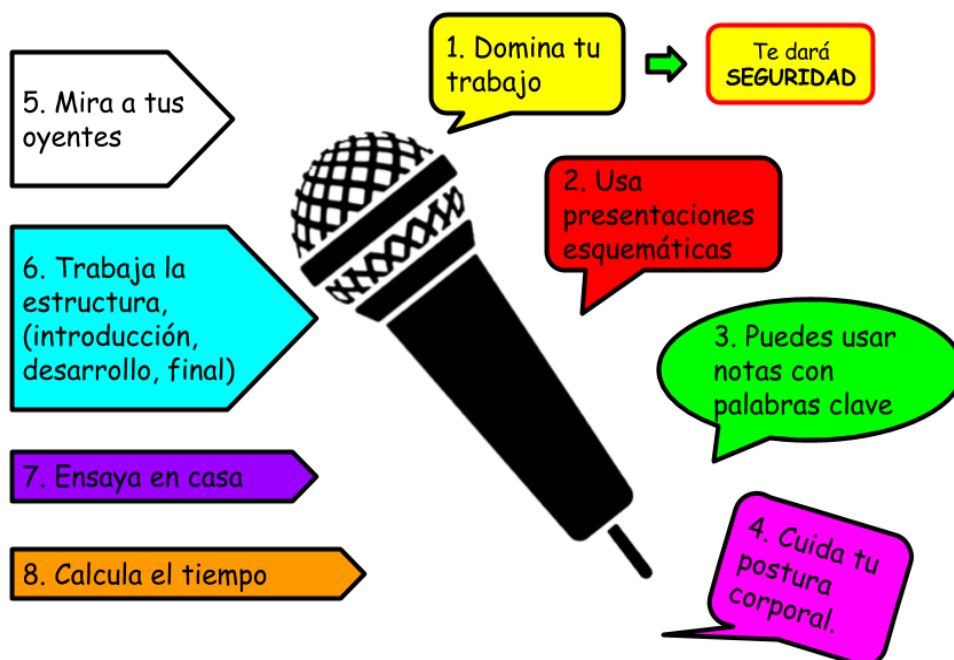 1. Domina tu
trabajo
Te dará
SEGURIDAD
2. Usa
presentaciones
esquemáticas
3. Puedes usar
notas con
palabras clave
4. Cuida tu
postura
corporal.
5. Mira a tus
oyentes
6. Trabaja la
estructura,
(introducción,
desarrollo, final)
7. Ensaya en casa
8. Calcula el tiempo